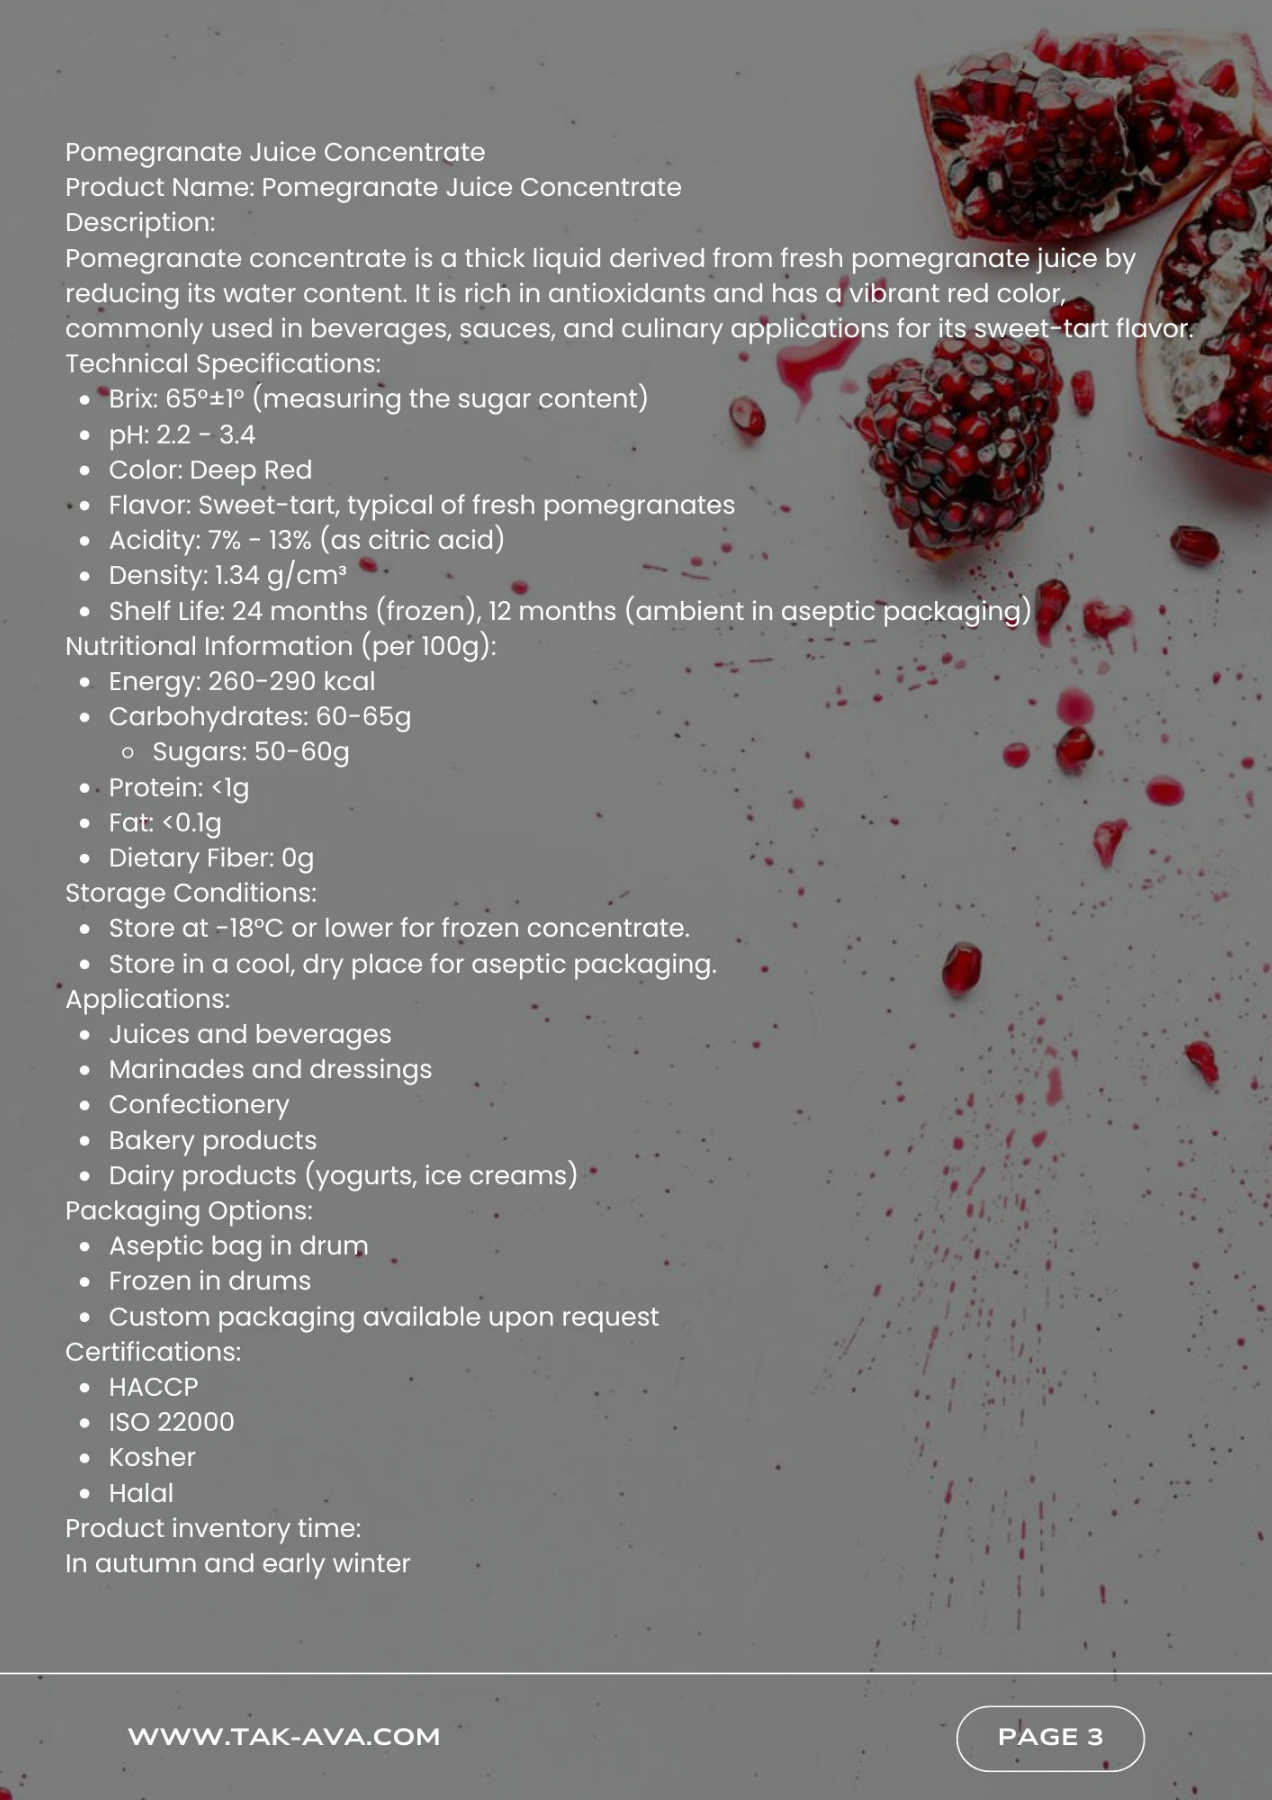 Pomegranate Juice Concentrate
Product Name: Pomegranate Juice Concentrate
Description:
Pomegranate concentrate is a thick liquid derived from fresh pomegranate juice by
reducing its water content. It is rich in antioxidants and has a vibrant red color,
commonly used in beverages, sauces, and culinary applications for its sweet-tart flavor.
Technical Specifications:
• Brix: 65°±1° (measuring the sugar content)
• pH: 2.2 - 3.4
• Color: Deep Red
• Flavor: Sweet-tart, typical of fresh pomegranates
• Acidity: 7% - 13% (as citric acid)
• Density: 1.34 g/cm³
• Shelf Life: 24 months (frozen), 12 months (ambient in aseptic packaging)
Nutritional Information (per 100g):
• Energy: 260-290 kcal
• Carbohydrates: 60-65g
○ Sugars: 50-60g
• Protein: <1g
• Fat: <0.1g
• Dietary Fiber: 0g
Storage Conditions:
• Store at -18°C or lower for frozen concentrate.
• Store in a cool, dry place for aseptic packaging.
Applications:
• Juices and beverages
• Marinades and dressings
• Confectionery
• Bakery products
• Dairy products (yogurts, ice creams)
Packaging Options:
• Aseptic bag in drum
• Frozen in drums
• Custom packaging available upon request
Certifications:
• HACCP
• ISO 22000
• Kosher
• Halal
Product inventory time:
In autumn and early winter
WWW.TAK-AVA.COM
PAGE 3